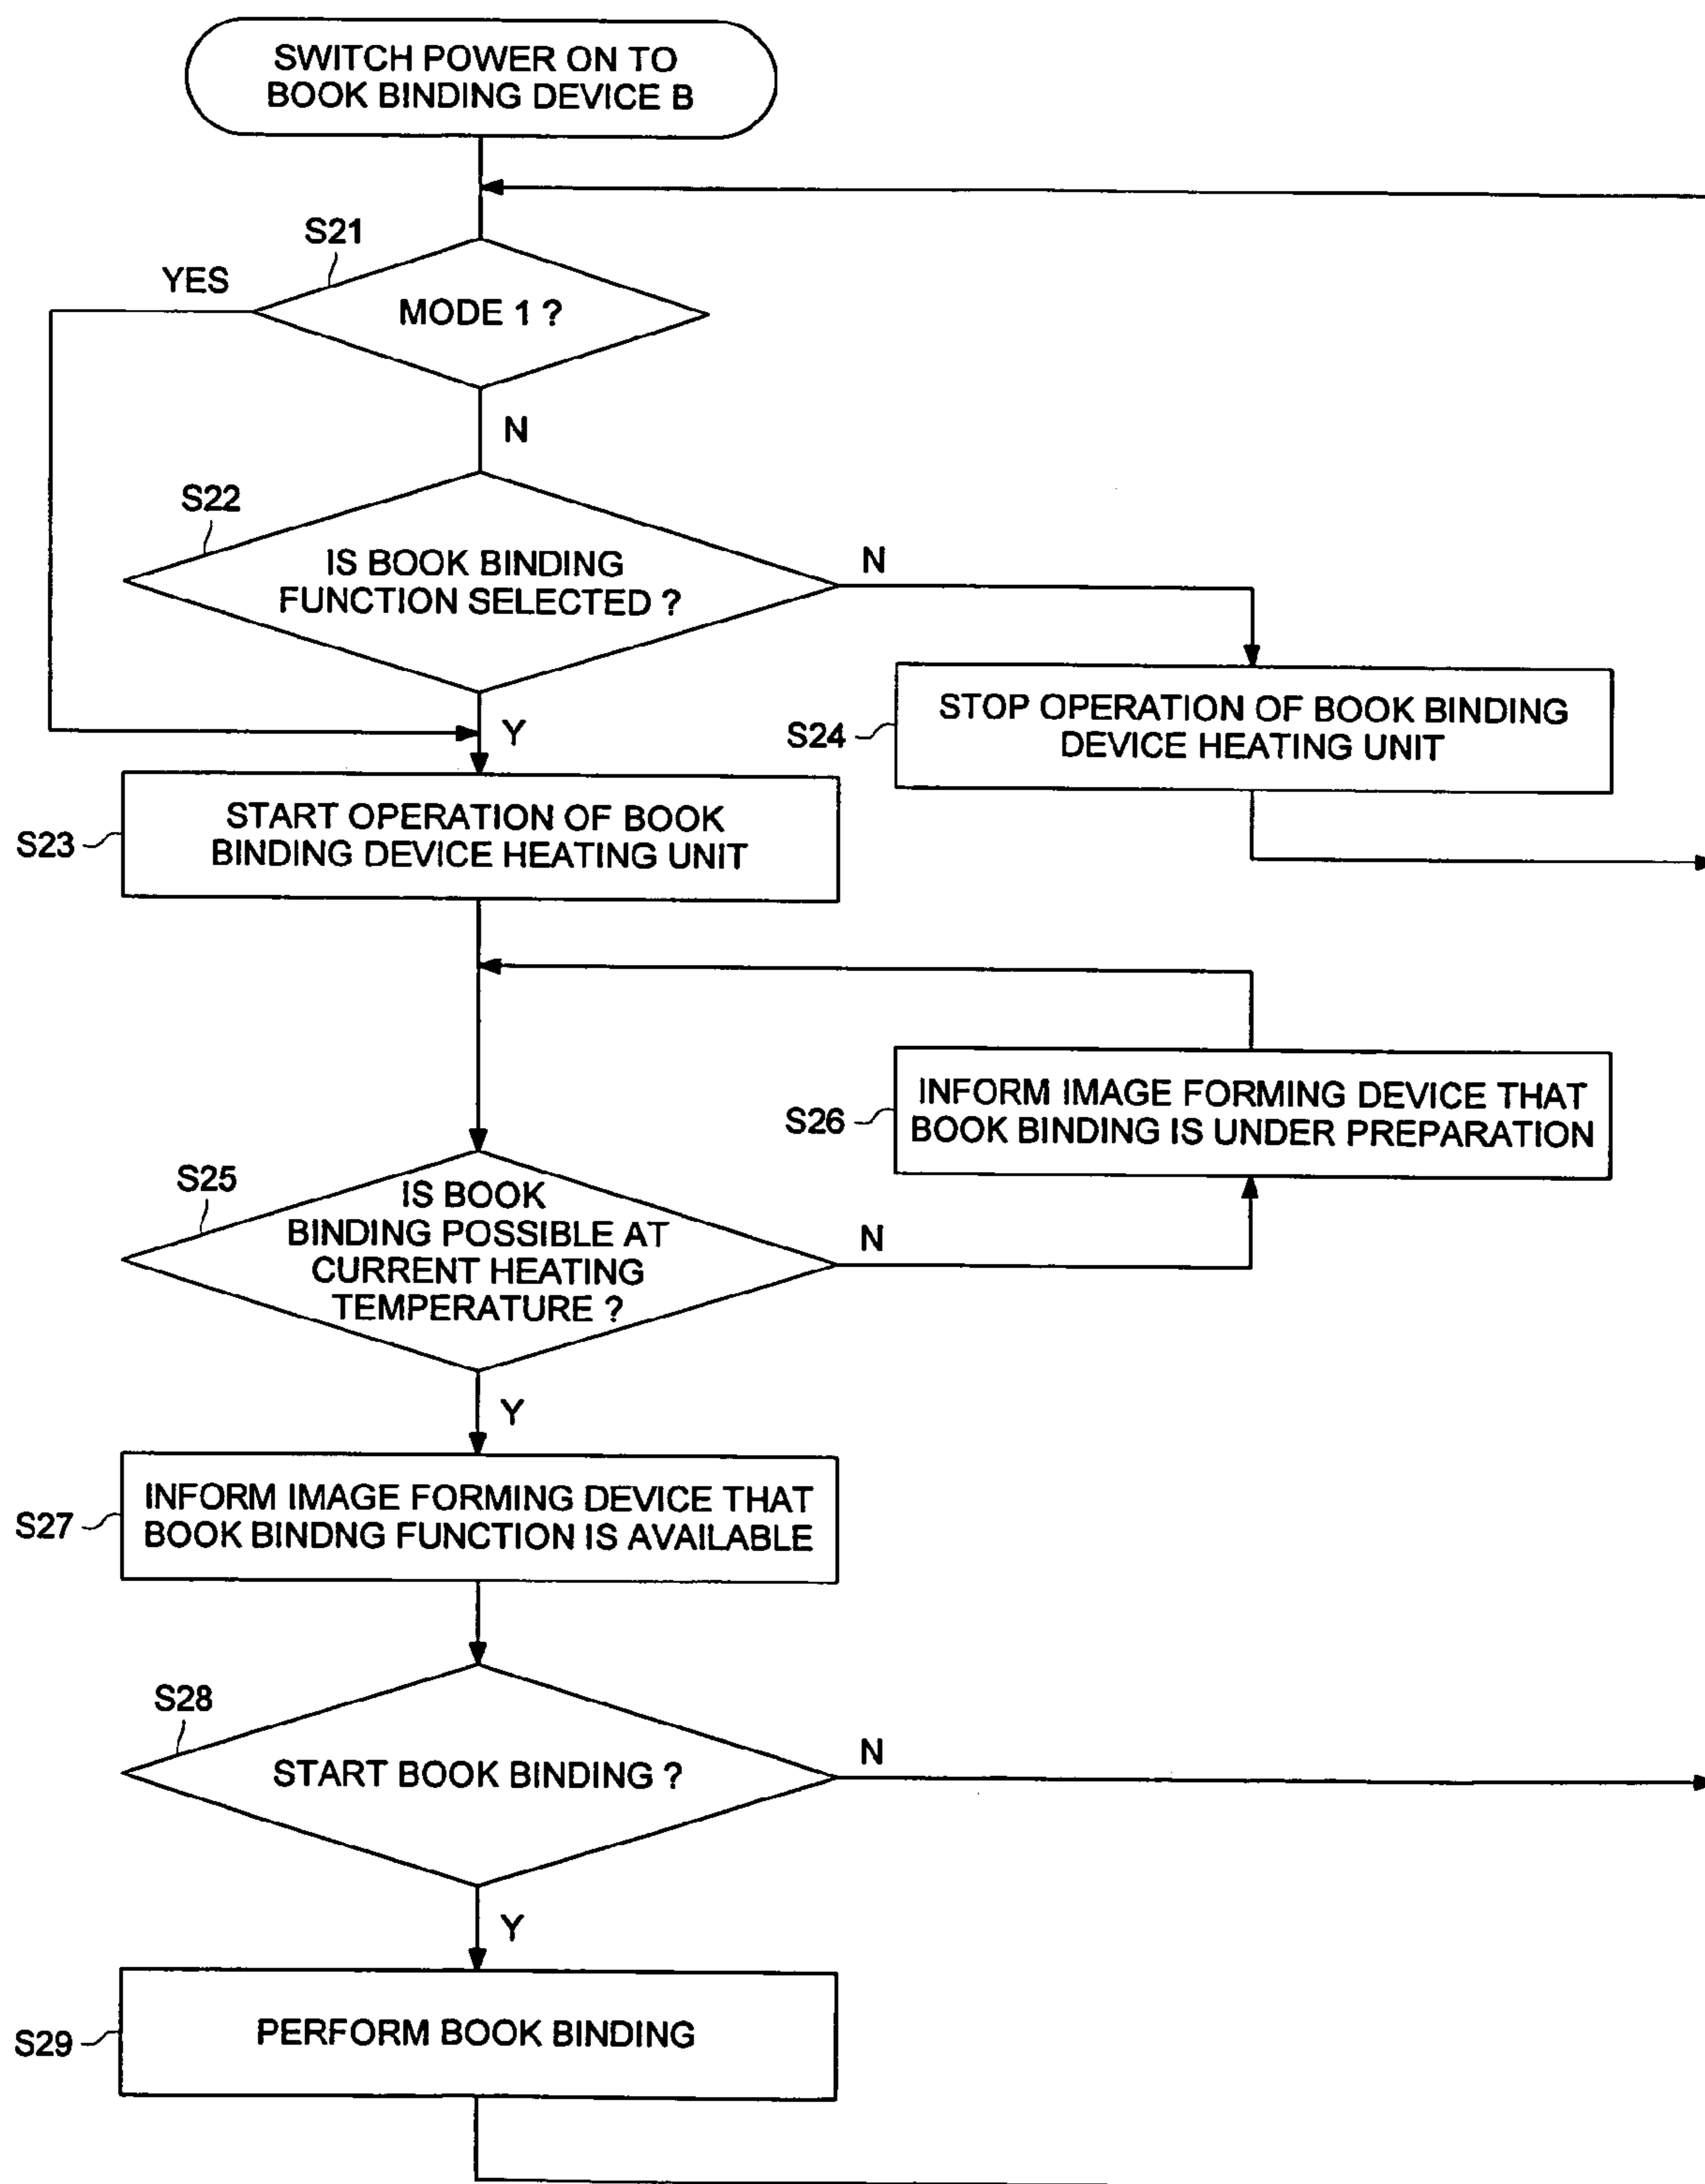 SWITCH POWER ON TO
BOOK BINDING DEVICE B
S21
YES
MODE 1 ?
N
S22
IS BOOK BINDING
FUNCTION SELECTED ?
N
Y
S24
STOP OPERATION OF BOOK BINDING
DEVICE HEATING UNIT
S23
START OPERATION OF BOOK
BINDING DEVICE HEATING UNIT
S26
INFORM IMAGE FORMING DEVICE THAT
BOOK BINDING IS UNDER PREPARATION
S25
IS BOOK
BINDING POSSIBLE AT
CURRENT HEATING
TEMPERATURE ?
N
Y
S27
INFORM IMAGE FORMING DEVICE THAT
BOOK BINDNG FUNCTION IS AVAILABLE
S28
START BOOK BINDING ?
N
Y
S29
PERFORM BOOK BINDING